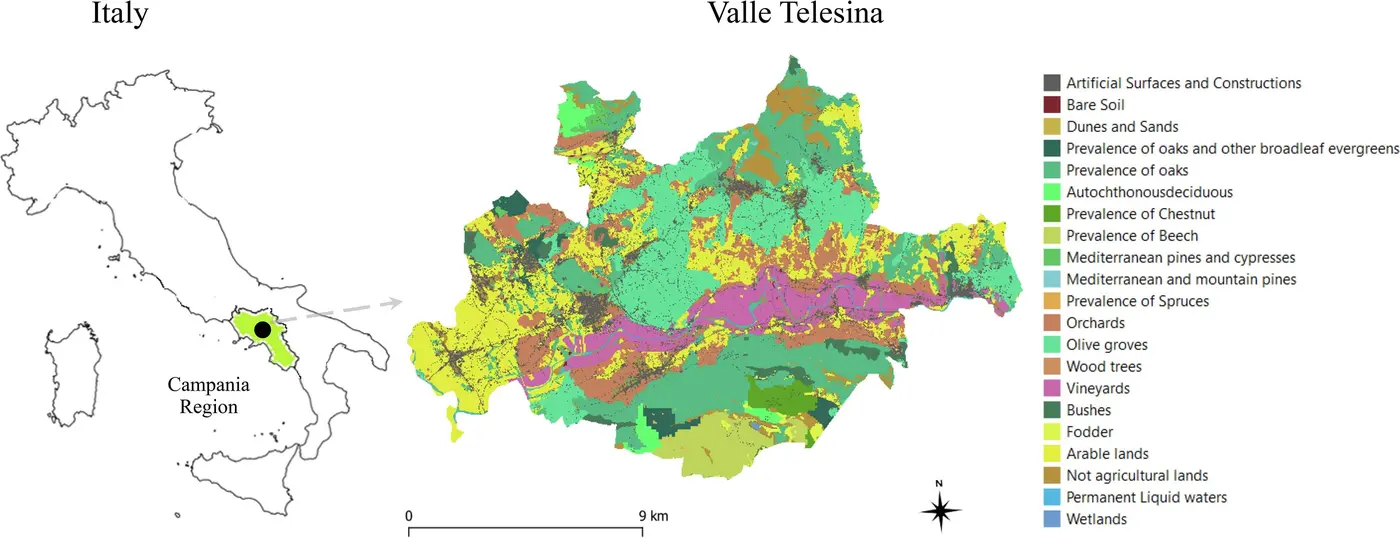 Italy
Valle Telesina
Campania
Region
Artificial Surfaces and Constructions
Bare Soil
Dunes and Sands
Prevalence of oaks and other broadleaf evergreens
Prevalence of oaks
Autochthonousdeciduous
Prevalence of Chestnut
Prevalence of Beech
Mediterranean pines and cypresses
Mediterranean and mountain pines
Prevalence of Spruces
Orchards
Olive groves
Wood trees
Vineyards
Bushes
Fodder
Arable lands
Not agricultural lands
Permanent Liquid waters
Wetlands
N
0 9 km